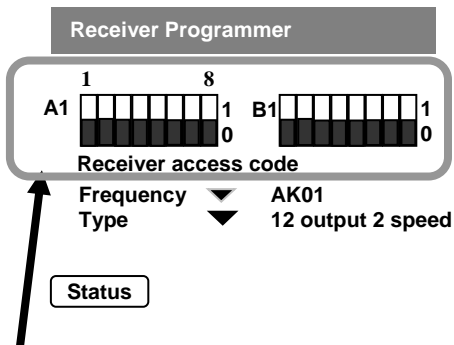 Receiver Programmer
1 8
A1 1 B1 1
0 0
Receiver access code
Frequency AK01
Type 12 output 2 speed
Status